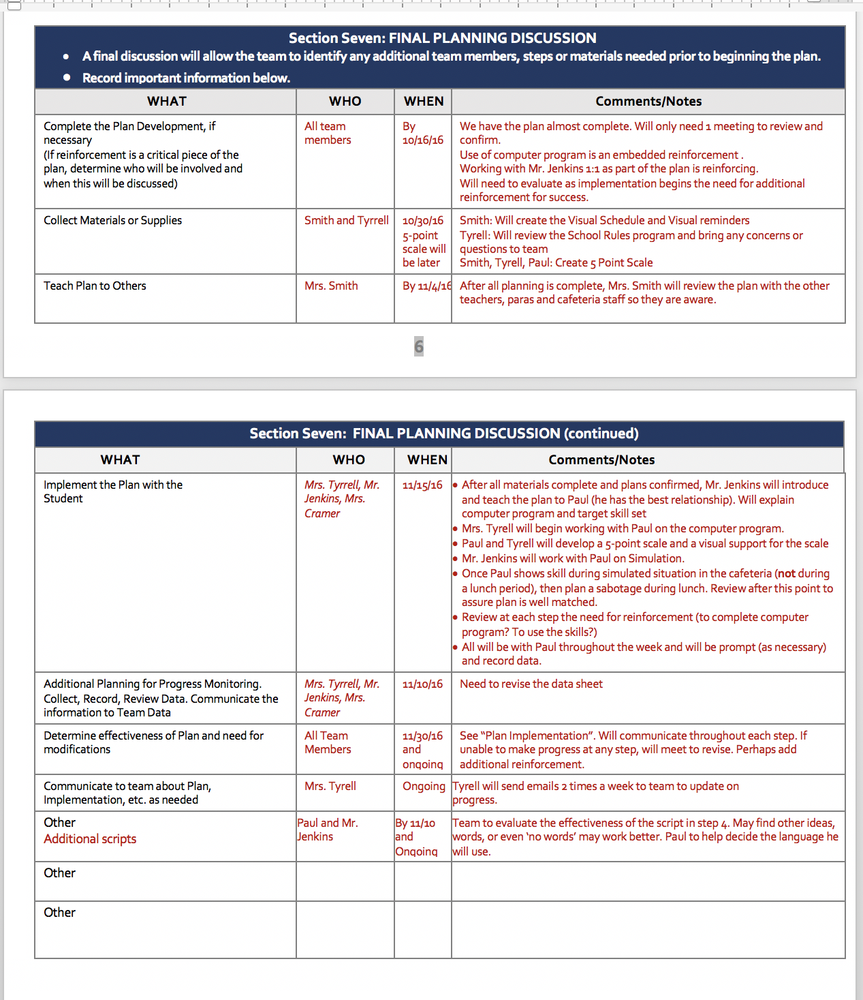 Section Seven: FINAL PLANNING DISCUSSION
• A final discussion will allow the team to identify any additional team members, steps or materials needed prior to beginning the plan.
• Record important information below.
WHAT WHO WHEN Comments/Notes
Complete the Plan Development, if
necessary
(If reinforcement is a critical piece of the
plan, determine who will be involved and
when this will be discussed)
All team
members
By
10/16/16
We have the plan almost complete. Will only need 1 meeting to review and
confirm.
Use of computer program is an embedded reinforcement .
Working with Mr. Jenkins 1:1 as part of the plan is reinforcing.
Will need to evaluate as implementation begins the need for additional
reinforcement for success.
Collect Materials or Supplies
Smith and Tyrrell
10/30/16
5-point
scale will
be later
Smith: Will create the Visual Schedule and Visual reminders
Tyrell: Will review the School Rules program and bring any concerns or
questions to team
Smith, Tyrell, Paul: Create 5 Point Scale
Teach Plan to Others
Mrs. Smith
By 11/4/16
After all planning is complete, Mrs. Smith will review the plan with the other
teachers, paras and cafeteria staff so they are aware.
6
Section Seven: FINAL PLANNING DISCUSSION (continued)
WHAT WHO WHEN Comments/Notes
Implement the Plan with the
Student
Mrs. Tyrrell, Mr.
Jenkins, Mrs.
Cramer
11/15/16
• After all materials complete and plans confirmed, Mr. Jenkins will introduce
and teach the plan to Paul (he has the best relationship). Will explain
computer program and target skill set
• Mrs. Tyrell will begin working with Paul on the computer program.
• Paul and Tyrell will develop a 5-point scale and a visual support for the scale
• Mr. Jenkins will work with Paul on Simulation.
• Once Paul shows skill during simulated situation in the cafeteria (not during
a lunch period), then plan a sabotage during lunch. Review after this point to
assure plan is well matched.
• Review at each step the need for reinforcement (to complete computer
program? To use the skills?)
• All will be with Paul throughout the week and will be prompt (as necessary)
and record data.
Additional Planning for Progress Monitoring.
Collect, Record, Review Data. Communicate the
information to Team Data
Mrs. Tyrrell, Mr.
Jenkins, Mrs.
Cramer
11/10/16
Need to revise the data sheet
Determine effectiveness of Plan and need for
modifications
All Team
Members
11/30/16
and
ongoing
See “Plan Implementation”. Will communicate throughout each step. If
unable to make progress at any step, will meet to revise. Perhaps add
additional reinforcement.
Communicate to team about Plan,
Implementation, etc. as needed
Mrs. Tyrell
Ongoing
Tyrell will send emails 2 times a week to team to update on
progress.
Other
Additional scripts
Paul and Mr.
Jenkins
By 11/10
and
Ongoing
Team to evaluate the effectiveness of the script in step 4. May find other ideas,
words, or even ‘no words’ may work better. Paul to help decide the language he
will use.
Other
Other